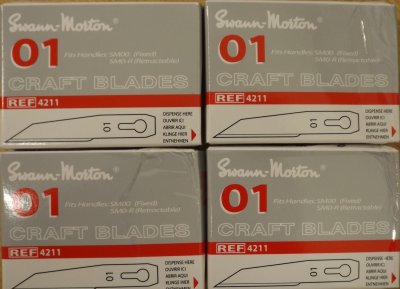 Swann-Morton®
01
Fits Handles: SM00 (Fixed)
SM0-R (Retractable)
CRAFT BLADES
REF 4211
01
DISPENSE HERE
OUVRIR ICI
ABRIR AQUI
KLINGE HIER
ENTNEHMEN
Swann-Morton®
01
Fits Handles: SM00 (Fixed)
SM0-R (Retractable)
CRAFT BLADES
REF 4211
01
DISPENSE HERE
OUVRIR ICI
ABRIR AQUI
KLINGE HIER
ENTNEHMEN
Swann-Morton®
01
Fits Handles: SM00 (Fixed)
SM0-R (Retractable)
CRAFT BLADES
REF 4211
01
DISPENSE HERE
OUVRIR ICI
ABRIR AQUI
KLINGE HIER
ENTNEHMEN
Swann-Morton®
01
Fits Handles: SM00 (Fixed)
SM0-R (Retractable)
CRAFT BLADES
REF 4211
01
DISPENSE HERE
OUVRIR ICI
ABRIR AQUI
KLINGE HIER
ENTNEHMEN